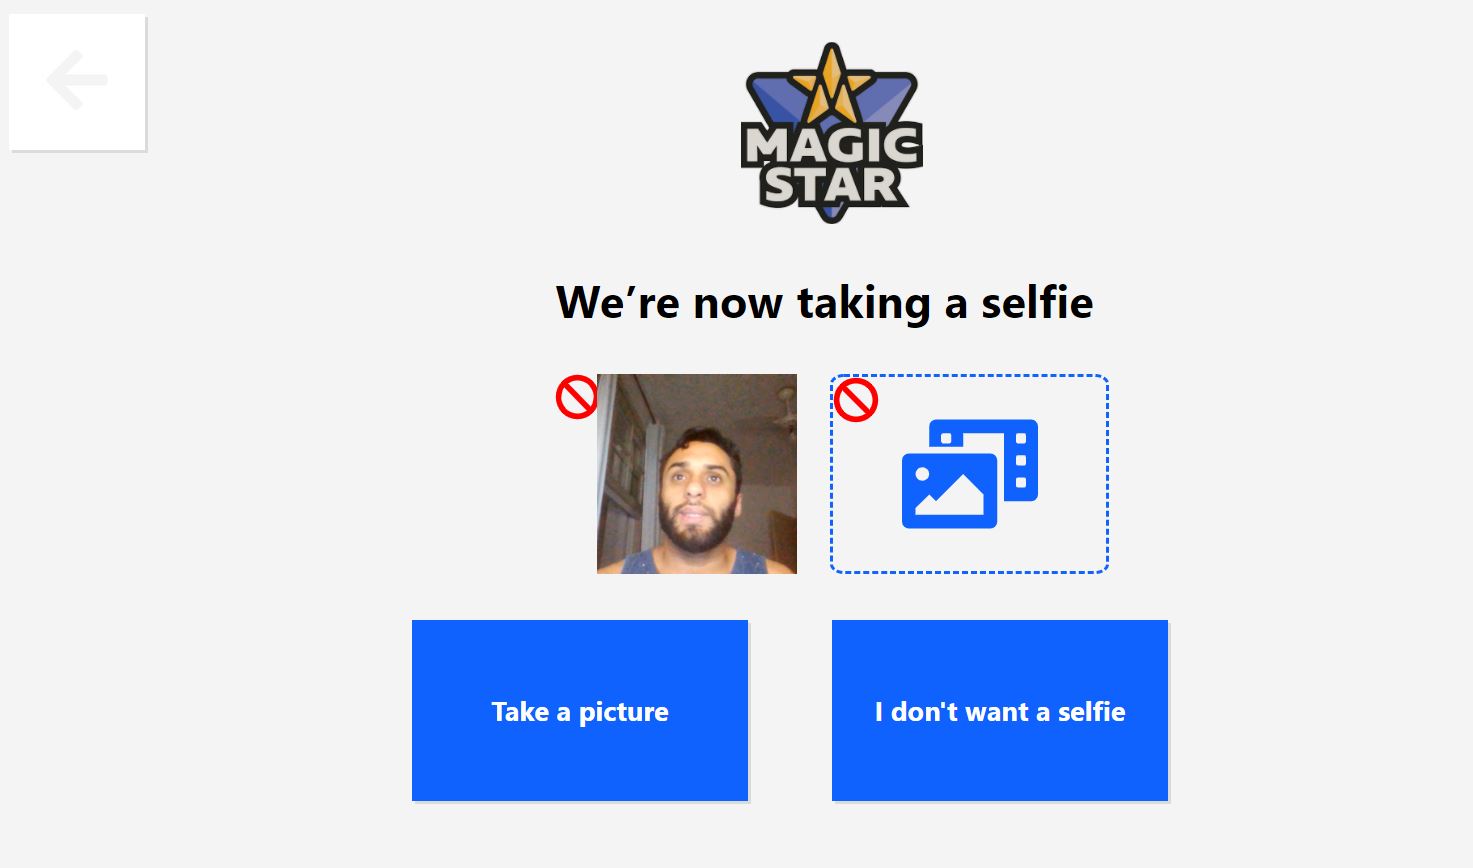 MAGIC
STAR
We’re now taking a selfie
Take a picture
I don't want a selfie